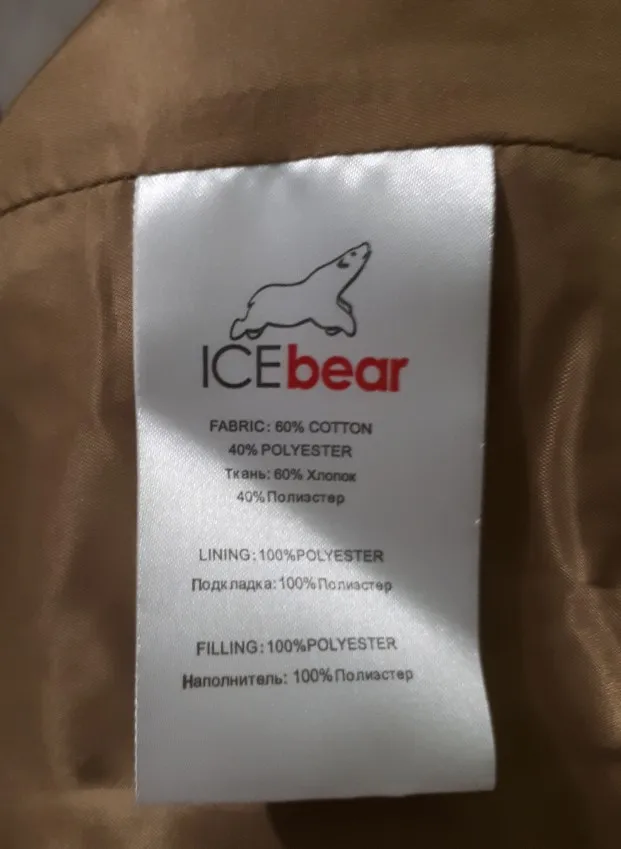 ICEbear
FABRIC: 60% COTTON
40% POLYESTER
Ткань: 60% Хлопок
40%Полиэстер
LINING:100%POLYESTER
Подкладка:100%Полиэстер
FILLING:100%POLYESTER
Наполнитель: 100%Полиэстер